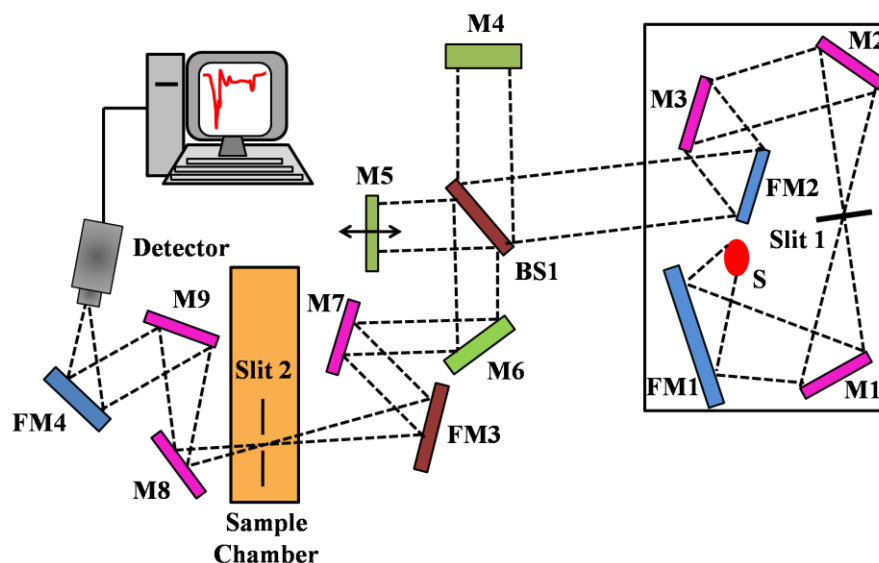 M4
M2
M3
M5
FM2
Detector
Slit 1
BS1
S
M9
M7
Slit 2
M6
FM1
M1
FM4
FM3
M8
Sample
Chamber